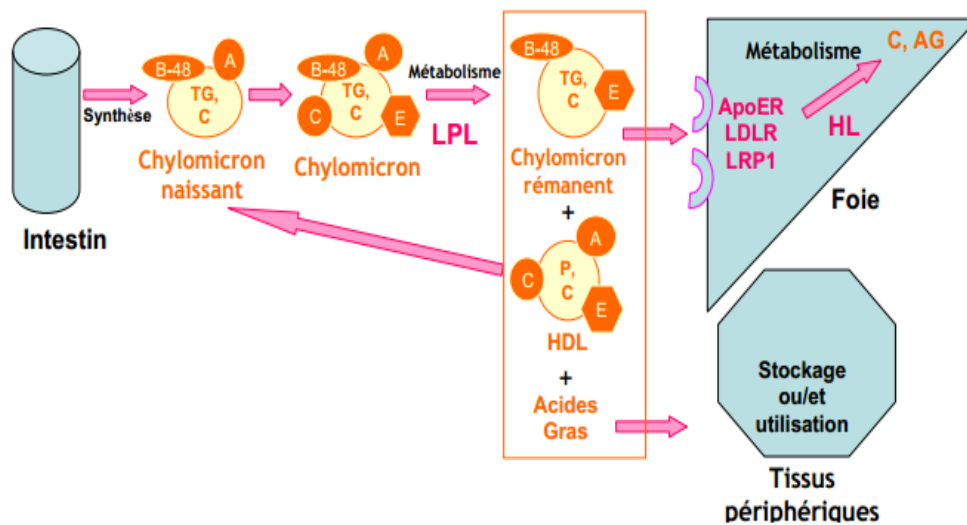 Intestin
Synthèse
B-48
A
TG,
C
Chylomicron
naissant
B-48
A
TG,
C
C
E
Chylomicron
Métabolisme
LPL
B-48
TG,
C
E
Chylomicron
rémanent
+
A
C
P,
C
E
HDL
+
Acides
Gras
ApoER
LDLR
LRP1
Métabolisme
HL
C, AG
Foie
Stockage
ou/et
utilisation
Tissus
périphériques